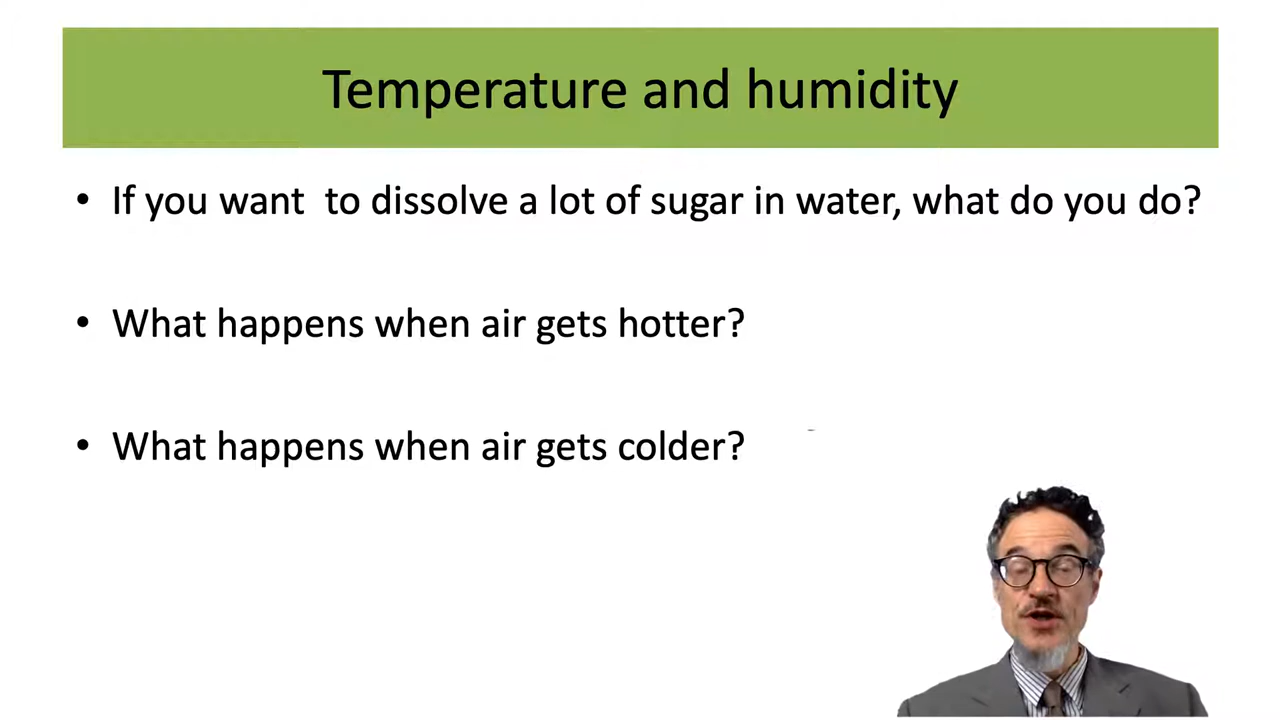 Temperature and humidity
• If you want  to dissolve a lot of sugar in water, what do you do?
• What happens when air gets hotter?
• What happens when air gets colder?